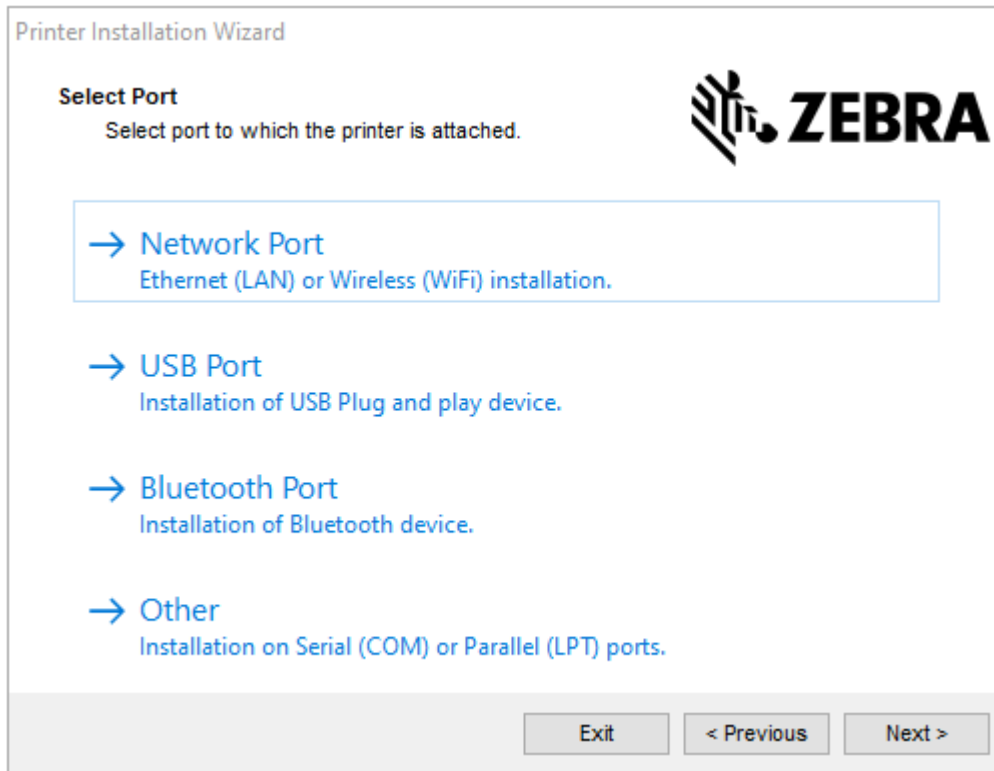 Printer Installation Wizard
Select Port
Select port to which the printer is attached.
ZEBRA
Network Port
Ethernet (LAN) or Wireless (WiFi) installation.
USB Port
Installation of USB Plug and play device.
Bluetooth Port
Installation of Bluetooth device.
Other
Installation on Serial (COM) or Parallel (LPT) ports.
Exit
< Previous
Next >